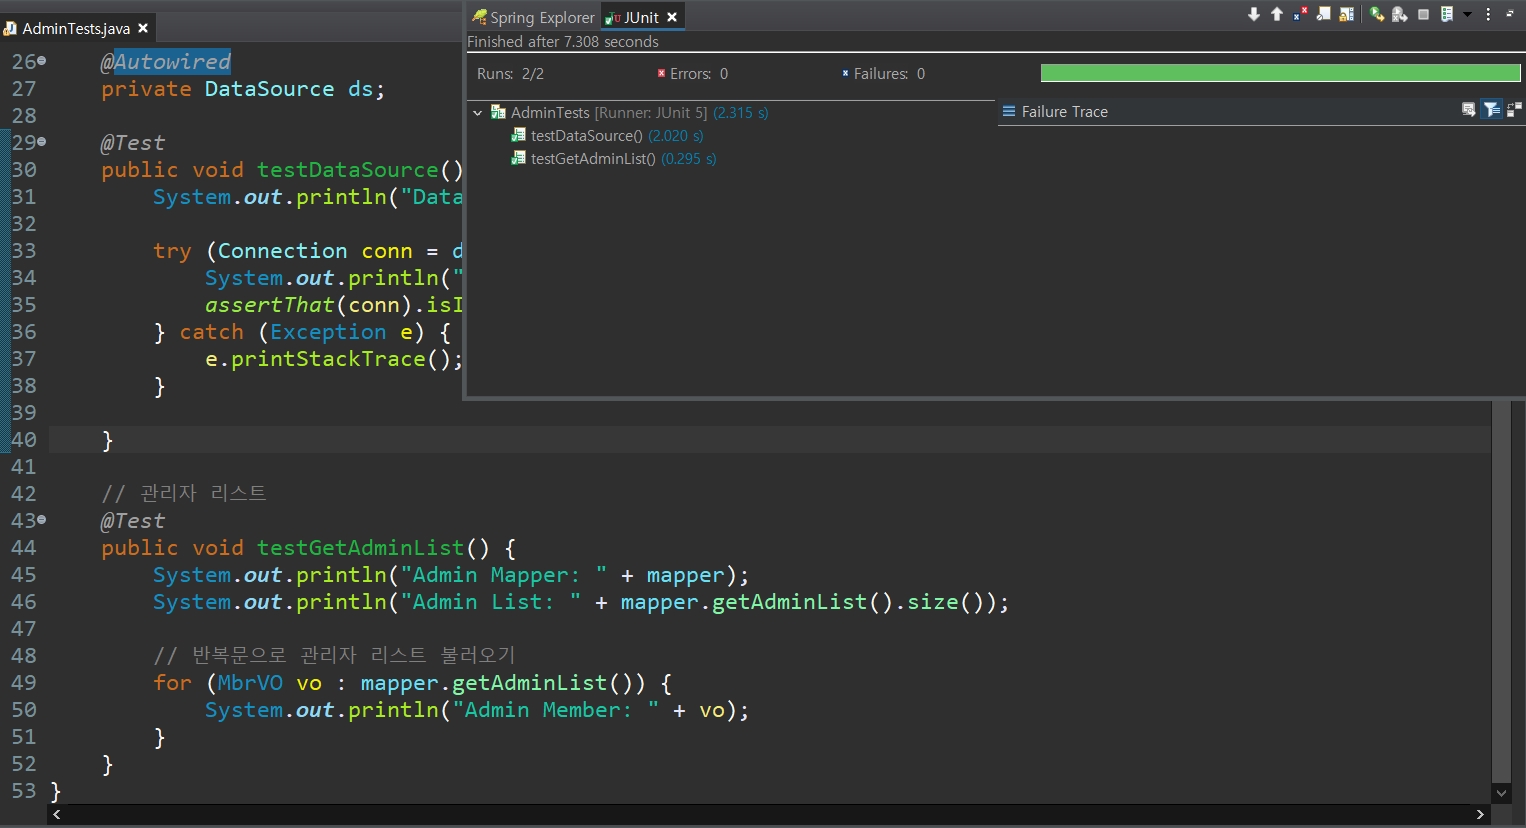 AdminTests.java
26 @Autowired
27 private DataSource ds;
28
29 @Test
30 public void testDataSource()
31 System.out.println("Data
32
33 try (Connection conn = d
34 System.out.println("
35 assertThat(conn).isI
36 } catch (Exception e) {
37 e.printStackTrace();
38 }
39
40 }
41
42 // 관리자 리스트
43 @Test
44 public void testGetAdminList() {
45 System.out.println("Admin Mapper: " + mapper);
46 System.out.println("Admin List: " + mapper.getAdminList().size());
47
48 // 반복문으로 관리자 리스트 불러오기
49 for (MbrVO vo : mapper.getAdminList()) {
50 System.out.println("Admin Member: " + vo);
51 }
52 }
53 }
Spring Explorer JUnit
Finished after 7.308 seconds
Runs: 2/2 Errors: 0 Failures: 0
AdminTests [Runner: JUnit 5] (2.315 s)
testDataSource() (2.020 s)
testGetAdminList() (0.295 s)
Failure Trace